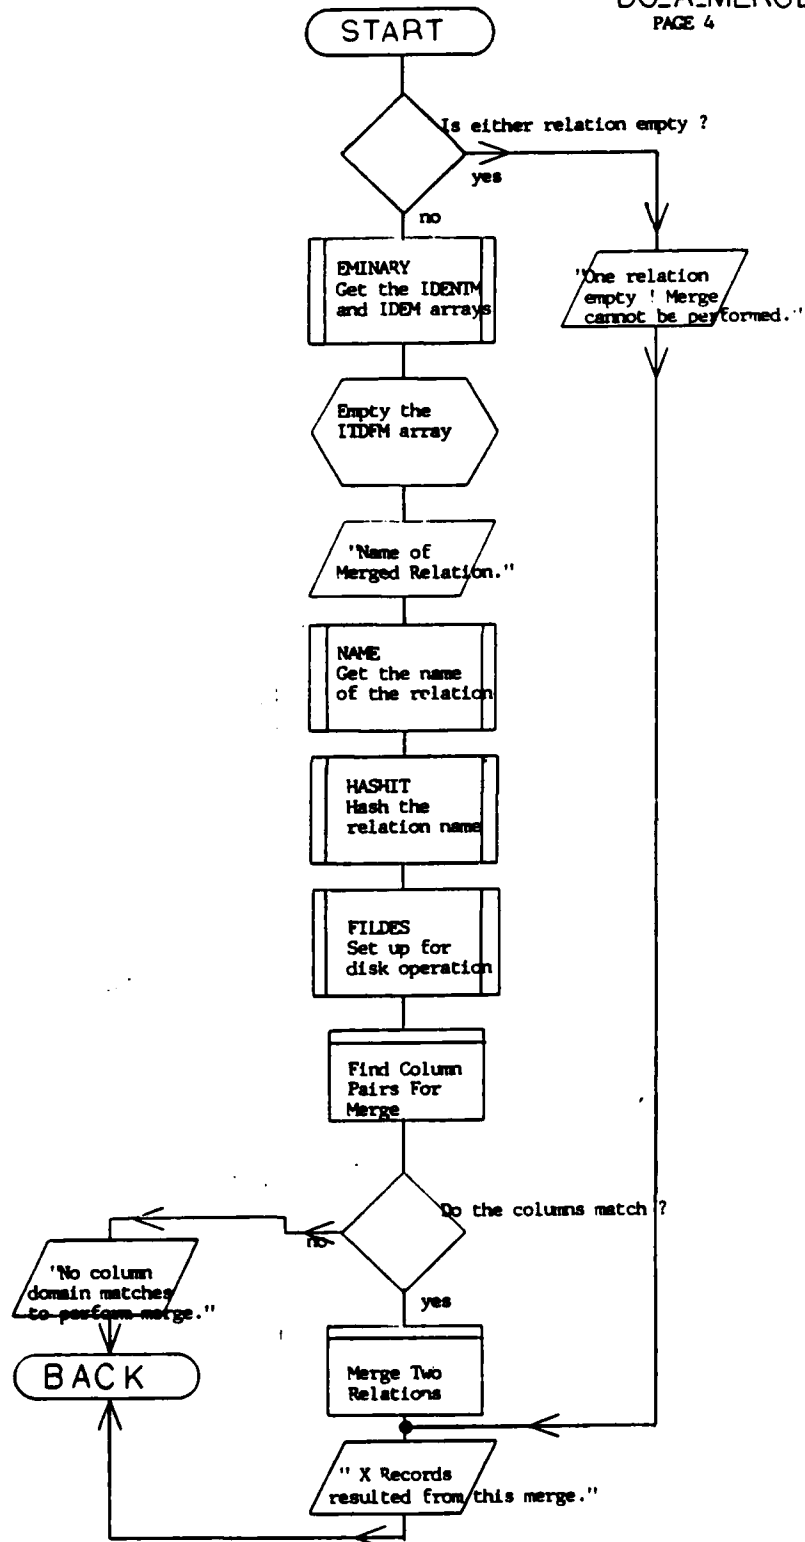 START
PAGE 4
Is either relation empty ?
yes
no
EMINARY
Get the IDENTM
and IDEM arrays
"One relation
empty ! Merge
cannot be performed."
Empty the
ITDFM array
"Name of
Merged Relation."
NAME
Get the name
of the relation
HASHIT
Hash the
relation name
FILDES
Set up for
disk operation
Find Column
Pairs For
Merge
Do the columns match ?
no
"No column
domain matches
to perform merge."
yes
BACK
Merge Two
Relations
" X Records
resulted from this merge."